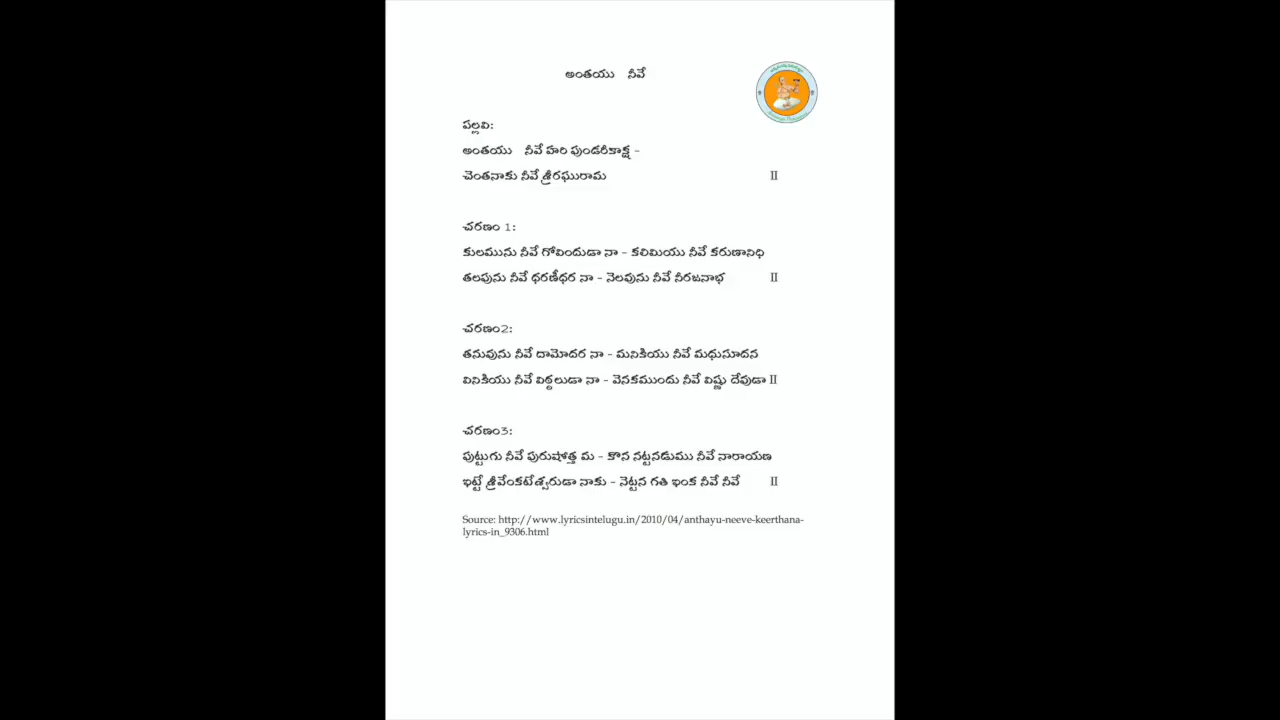 అంతయు నీవే
పల్లవి:
అంతయు నీవే హరి పుండరీకాక్ష -
చెంతనాకు నీవే శ్రీరఘురామ II
చరణం 1:
కులమును నీవే గోవిందుడా నా - కలిమియు నీవే కరుణానిధి
తలపును నీవే ధరణీధర నా - నెలవును నీవే నీరజనాభ II
చరణం2:
తనువును నీవే దామోదర నా - మనికియు నీవే మధుసూదన
వినికియు నీవే విఠ్ఠలుడా నా - వెనకముందు నీవే విష్ణు దేవుడా II
చరణం3:
పుట్టుగు నీవే పురుషోత్త మ - కొన నట్టనడుము నీవే నారాయణ
ఇట్టే శ్రీవేంకటేశ్వరుడా నాకు - నెట్టన గతి ఇంక నీవే నీవే II
Source: http://www.lyricsintelugu.in/2010/04/anthayu-neeve-keerthana-
lyrics-in_9306.html